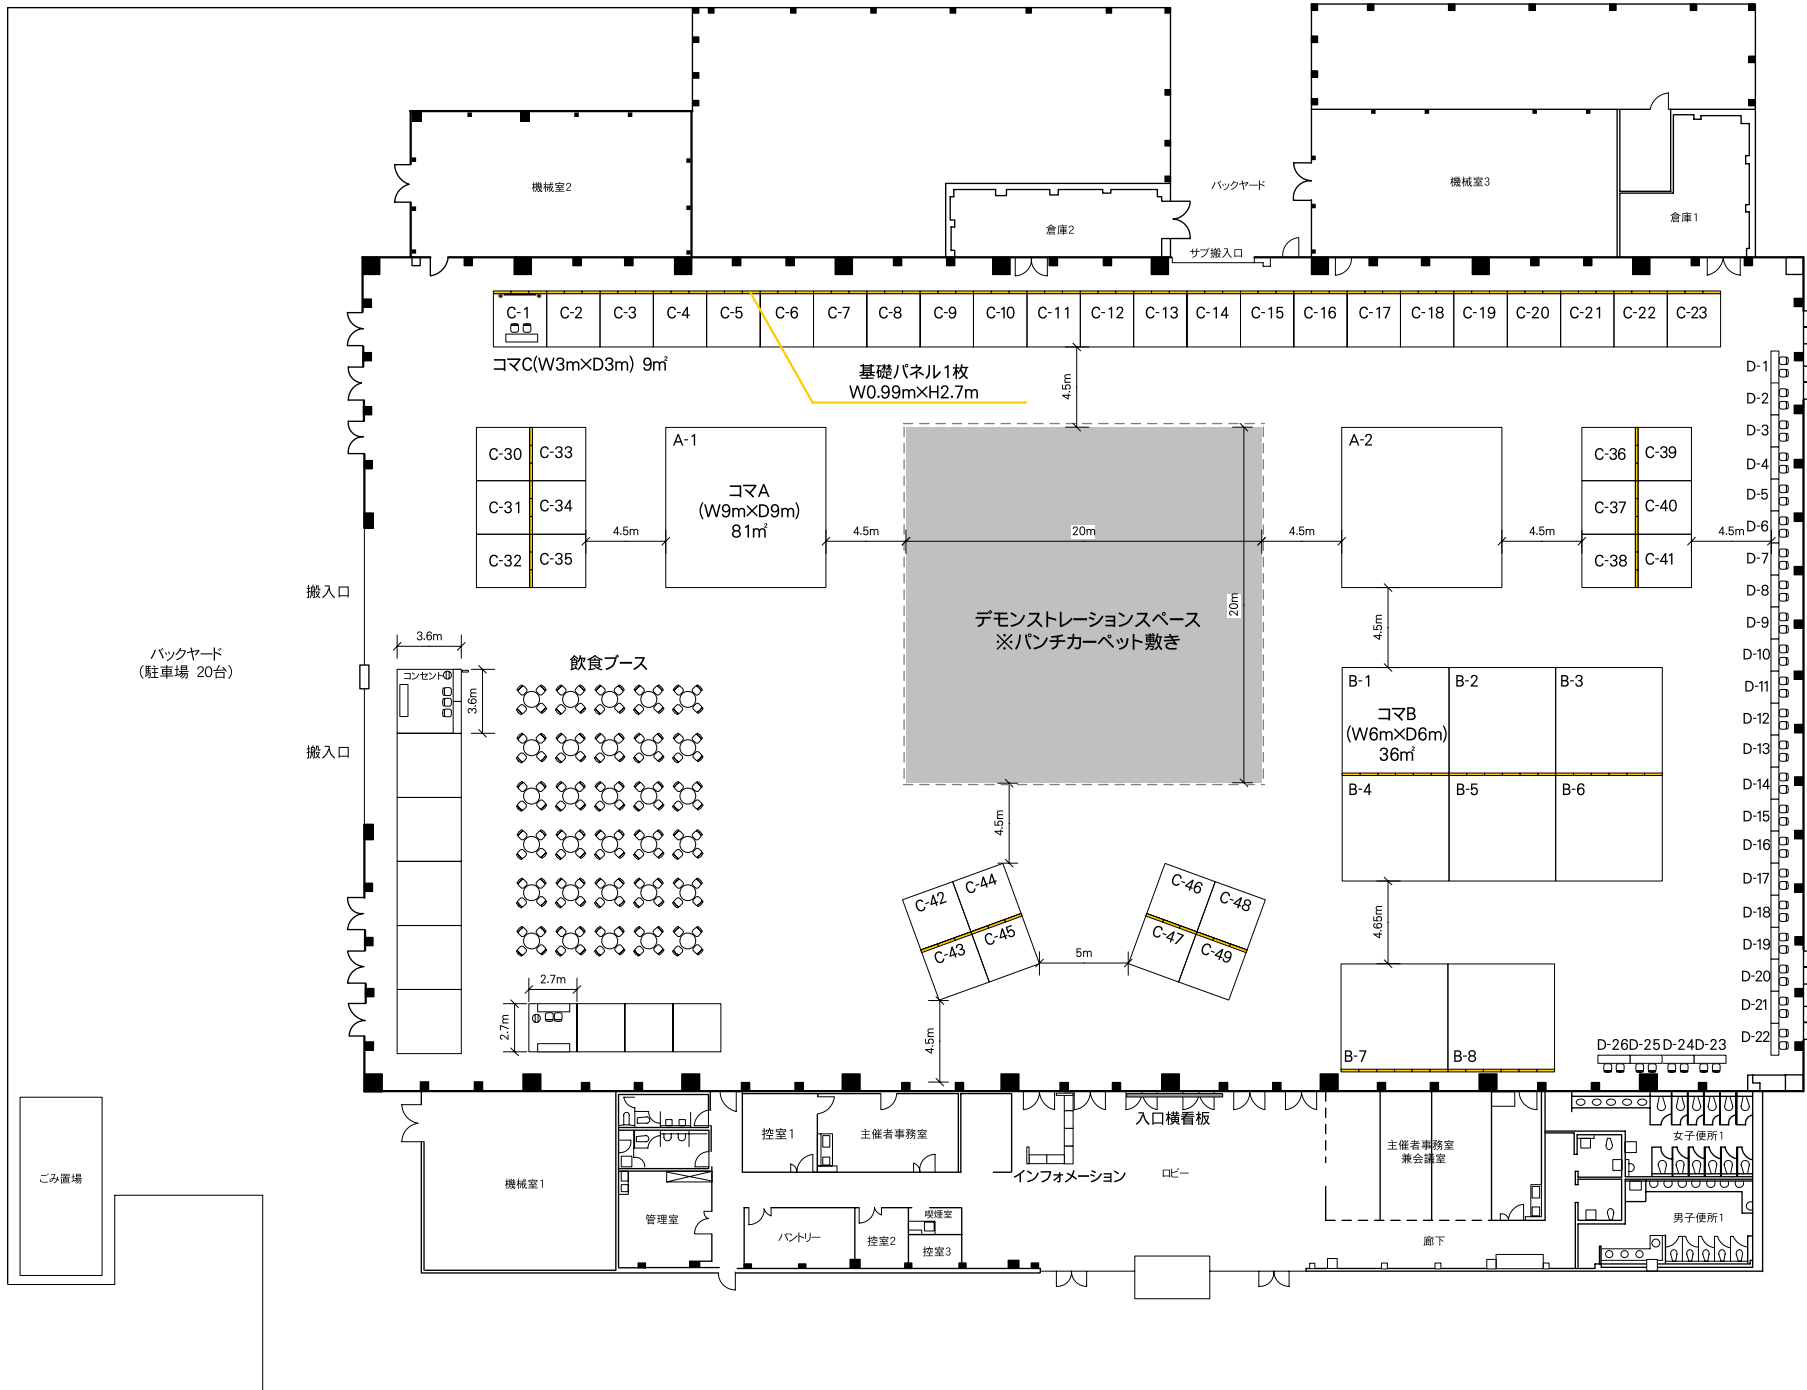 機械室2
倉庫2
バックヤード
サブ搬入口
機械室3
倉庫1
C-1
C-2
C-3
C-4
C-5
C-6
C-7
C-8
C-9
C-10
C-11
C-12
C-13
C-14
C-15
C-16
C-17
C-18
C-19
C-20
C-21
C-22
C-23
コマC(W3m×D3m) 9㎡
基礎パネル1枚
W0.99m×H2.7m
4.5m
C-30
C-33
C-31
C-34
C-32
C-35
4.5m
A-1
コマA
(W9m×D9m)
81㎡
4.5m
20m
20m
デモンストレーションスペース
※パンチカーペット敷き
4.5m
A-2
4.5m
C-36
C-39
C-37
C-40
C-38
C-41
4.5m
D-1
D-2
D-3
D-4
D-5
D-6
D-7
D-8
D-9
D-10
D-11
D-12
D-13
D-14
D-15
D-16
D-17
D-18
D-19
D-20
D-21
D-22
搬入口
バックヤード
(駐車場 20台)
搬入口
3.6m
コンセント
3.6m
飲食ブース
2.7m
2.7m
4.5m
B-1
B-2
B-3
コマB
(W6m×D6m)
36㎡
B-4
B-5
B-6
4.65m
B-7
B-8
4.5m
C-42
C-44
C-43
C-45
5m
C-46
C-48
C-47
C-49
4.5m
D-26
D-25
D-24
D-23
ごみ置場
機械室1
管理室
控室1
主催者事務室
パントリー
控室2
喫煙室
控室3
インフォメーション
入口横看板
ロビー
主催者事務室
兼会議室
廊下
女子便所1
男子便所1